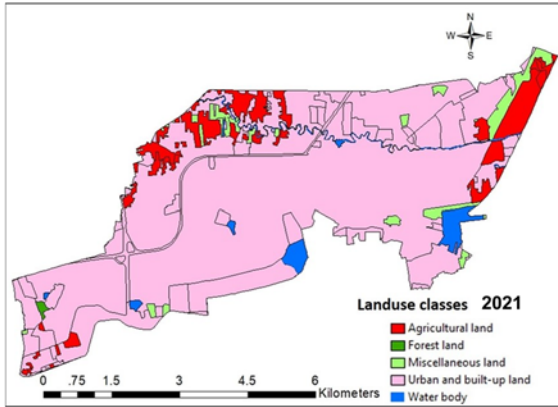 N
W E
S
Landuse classes 2021
Agricultural land
Forest land
Miscellaneous land
Urban and built-up land
Water body
0 .75 1.5 3 4.5 6
Kilometers